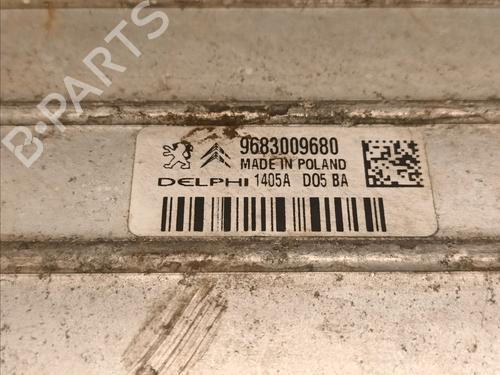 B-PARTS
9683009680
MADE IN POLAND
DELPHI 1405A D05 BA